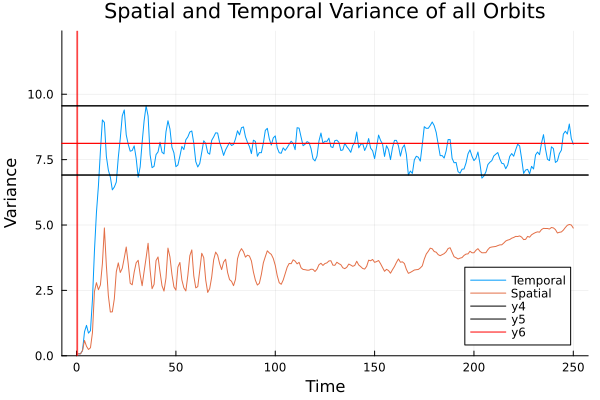 Spatial and Temporal Variance of all Orbits
10.0
7.5
5.0
2.5
0.0
Variance
0 50 100 150 200 250
Time
Temporal
Spatial
y4
y5
y6